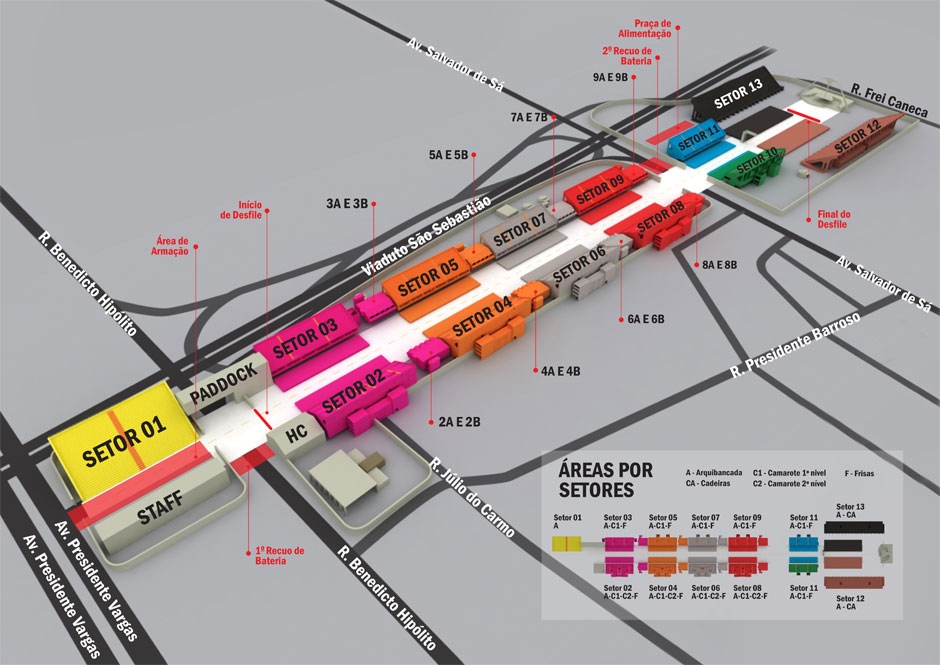 Praça de
Alimentação
2º Recuo de
Bateria
9A E 9B
Av. Salvador de Sá
SETOR 13
R. Frei Caneca
7A E 7B
SETOR 11
SETOR 12
SETOR 10
5A E 5B
3A E 3B
SETOR 09
SETOR 08
Início
de Desfile
Viaduto São Sebastião
SETOR 07
Final do
Desfile
Área de
Armação
R. Benedicto Hipólito
SETOR 05
SETOR 06
8A E 8B
Av. Salvador de Sá
SETOR 03
SETOR 04
6A E 6B
R. Presidente Barroso
PADDOCK
SETOR 02
4A E 4B
2A E 2B
SETOR 01
HC
STAFF
R. Júlio do Carmo
1º Recuo de
Bateria
Av. Presidente Vargas
Av. Presidente Vargas
R. Benedicto Hipólito
ÁREAS POR
SETORES
A - Arquibancada
CA - Cadeiras
C1 - Camarote 1º nível
C2 - Camarote 2º nível
F - Frisas
Setor 01
A
Setor 03
A-C1-F
Setor 05
A-C1-F
Setor 07
A-C1-F
Setor 09
A-C1-F
Setor 11
A-C1-F
Setor 13
A - CA
Setor 02
A-C1-C2-F
Setor 04
A-C1-C2-F
Setor 06
A-C1-C2-F
Setor 08
A-C1-C2-F
Setor 11
A-C1-F
Setor 12
A - CA